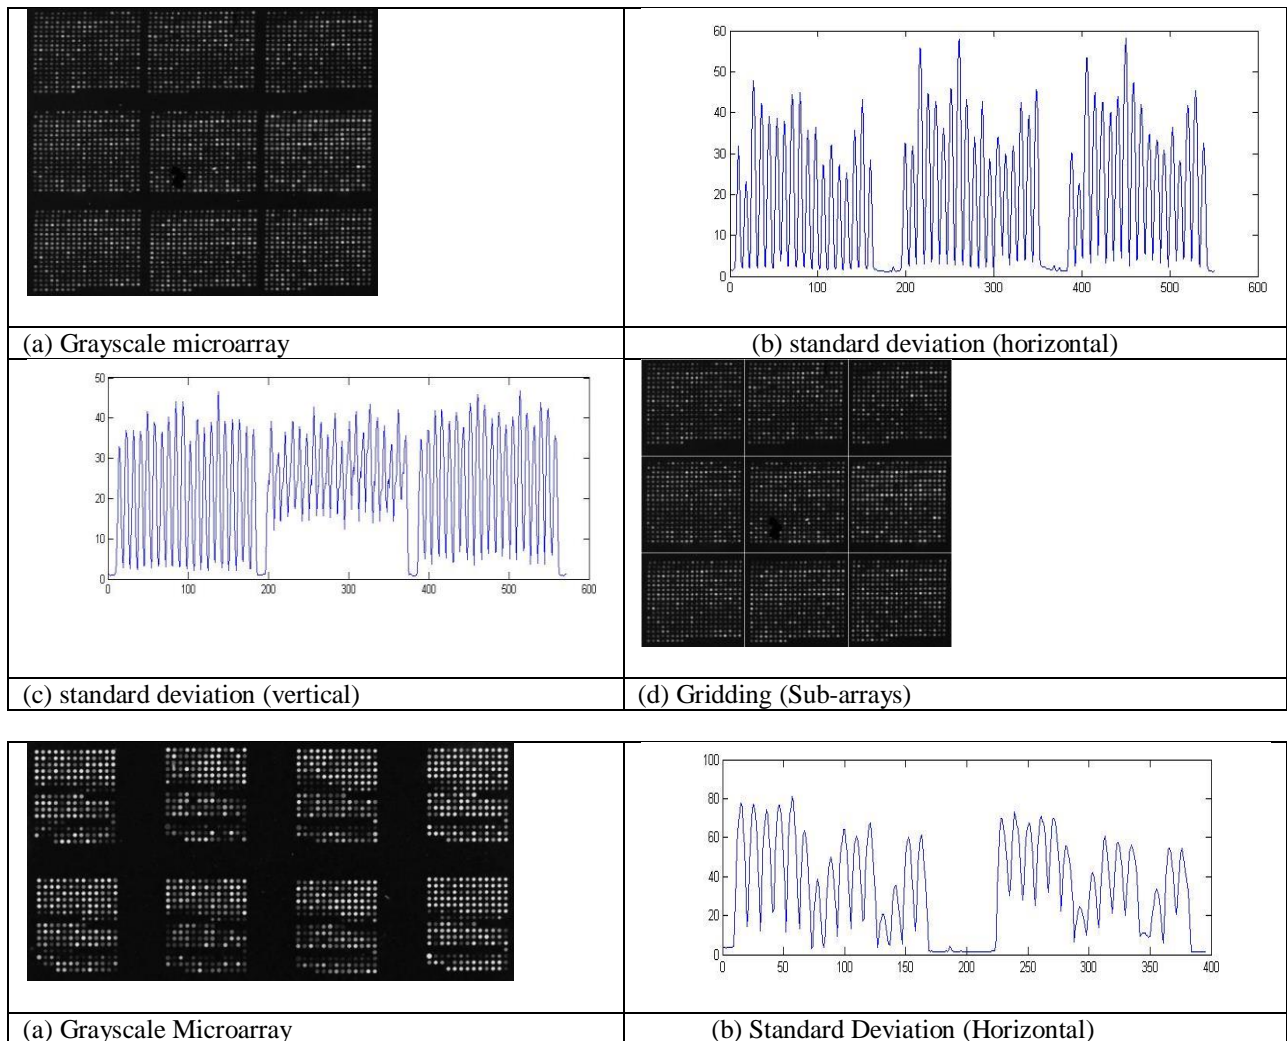 60
50
40
30
20
10
0
0 100 200 300 400 500 600
(a) Grayscale microarray
(b) standard deviation (horizontal)
50
40
30
20
10
0
0 100 200 300 400 500 600
(c) standard deviation (vertical)
(d) Gridding (Sub-arrays)
100
80
60
40
20
0
0 50 100 150 200 250 300 350 400
(a) Grayscale Microarray
(b) Standard Deviation (Horizontal)